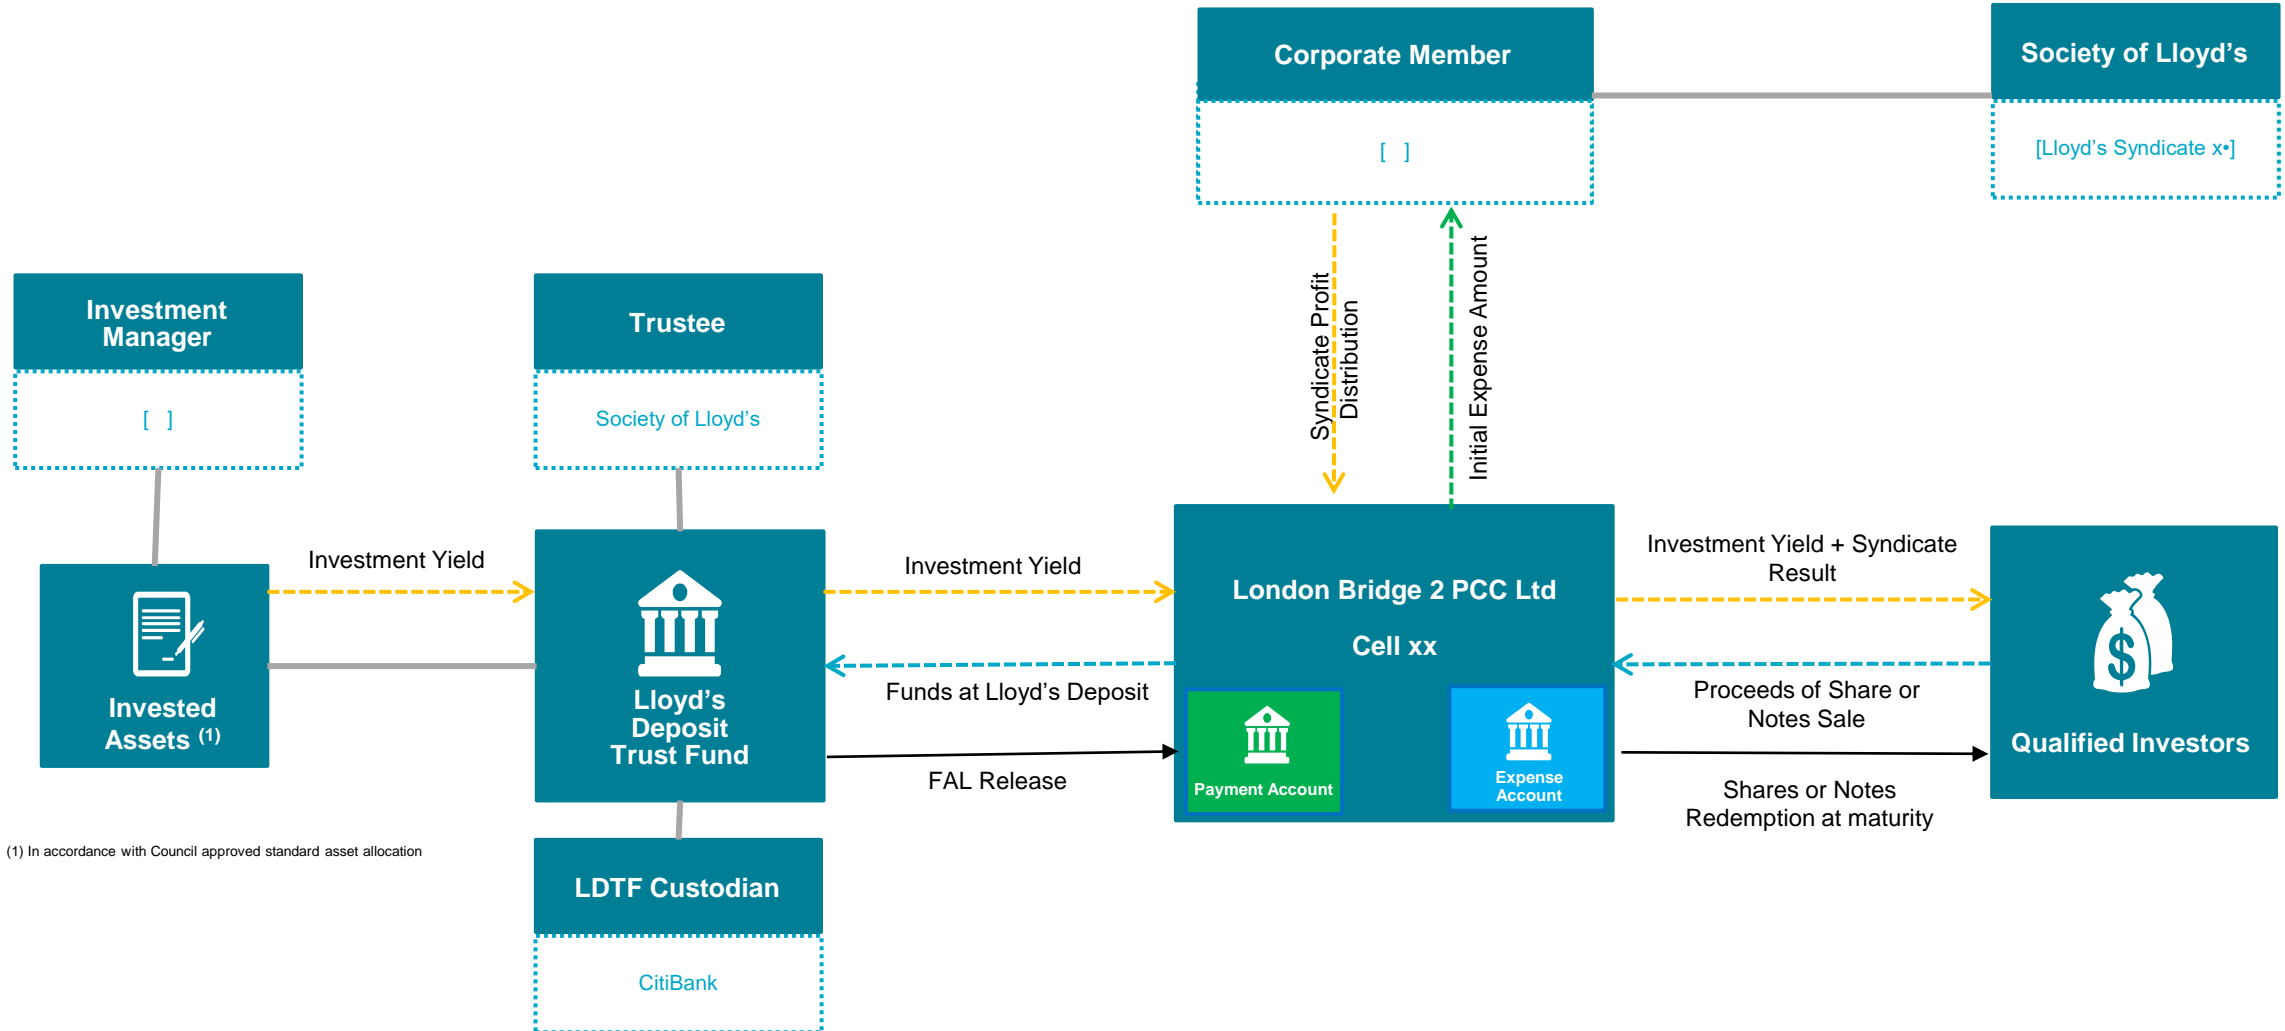 Corporate Member
[ ]
Society of Lloyd's
[Lloyd's Syndicate x•]
Investment
Manager
[ ]
Trustee
Society of Lloyd's
Syndicate Profit
Distribution
Initial Expense Amount
Invested
Assets (1)
Investment Yield
Lloyd's
Deposit
Trust Fund
Investment Yield
Funds at Lloyd's Deposit
FAL Release
London Bridge 2 PCC Ltd
Cell xx
Payment Account
Expense
Account
Investment Yield + Syndicate
Result
Proceeds of Share or
Notes Sale
Shares or Notes
Redemption at maturity
Qualified Investors
(1) In accordance with Council approved standard asset allocation
LDTF Custodian
CitiBank